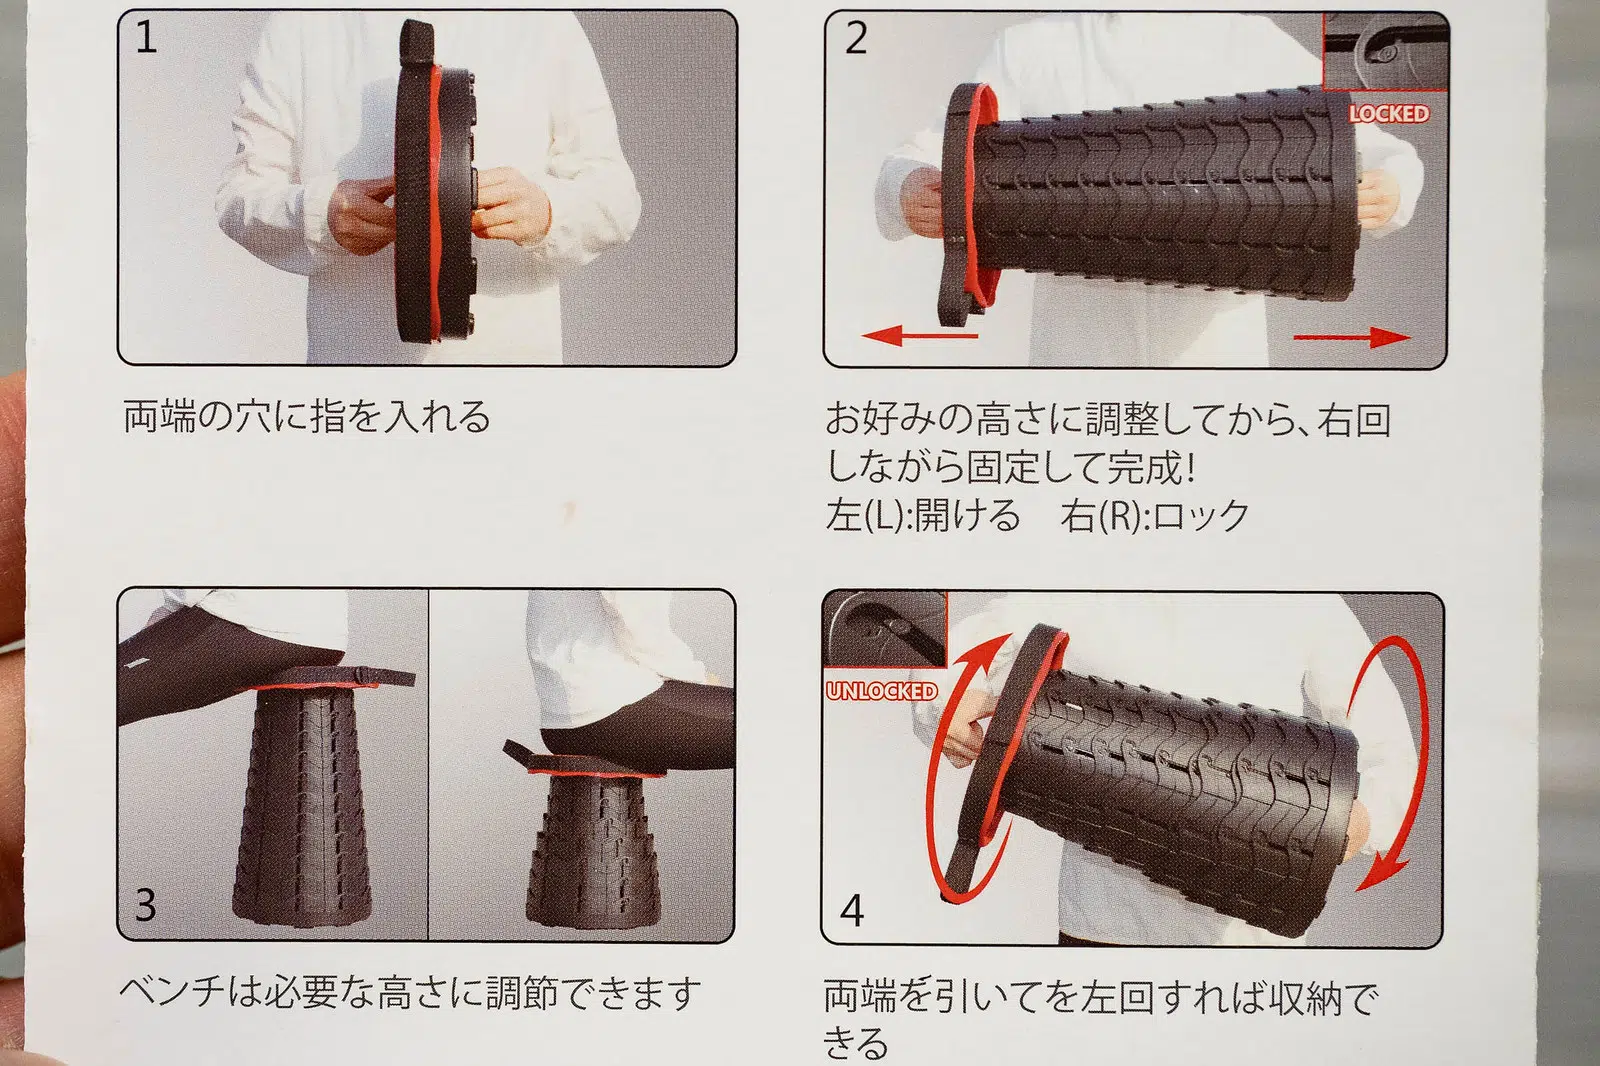 1
両端の穴に指を入れる
2
LOCKED
お好みの高さに調整してから、右回
しながら固定して完成！
左(L):開ける　右(R):ロック
3
ベンチは必要な高さに調節できます
UNLOCKED
4
両端を引いてを左回すれば収納で
きる